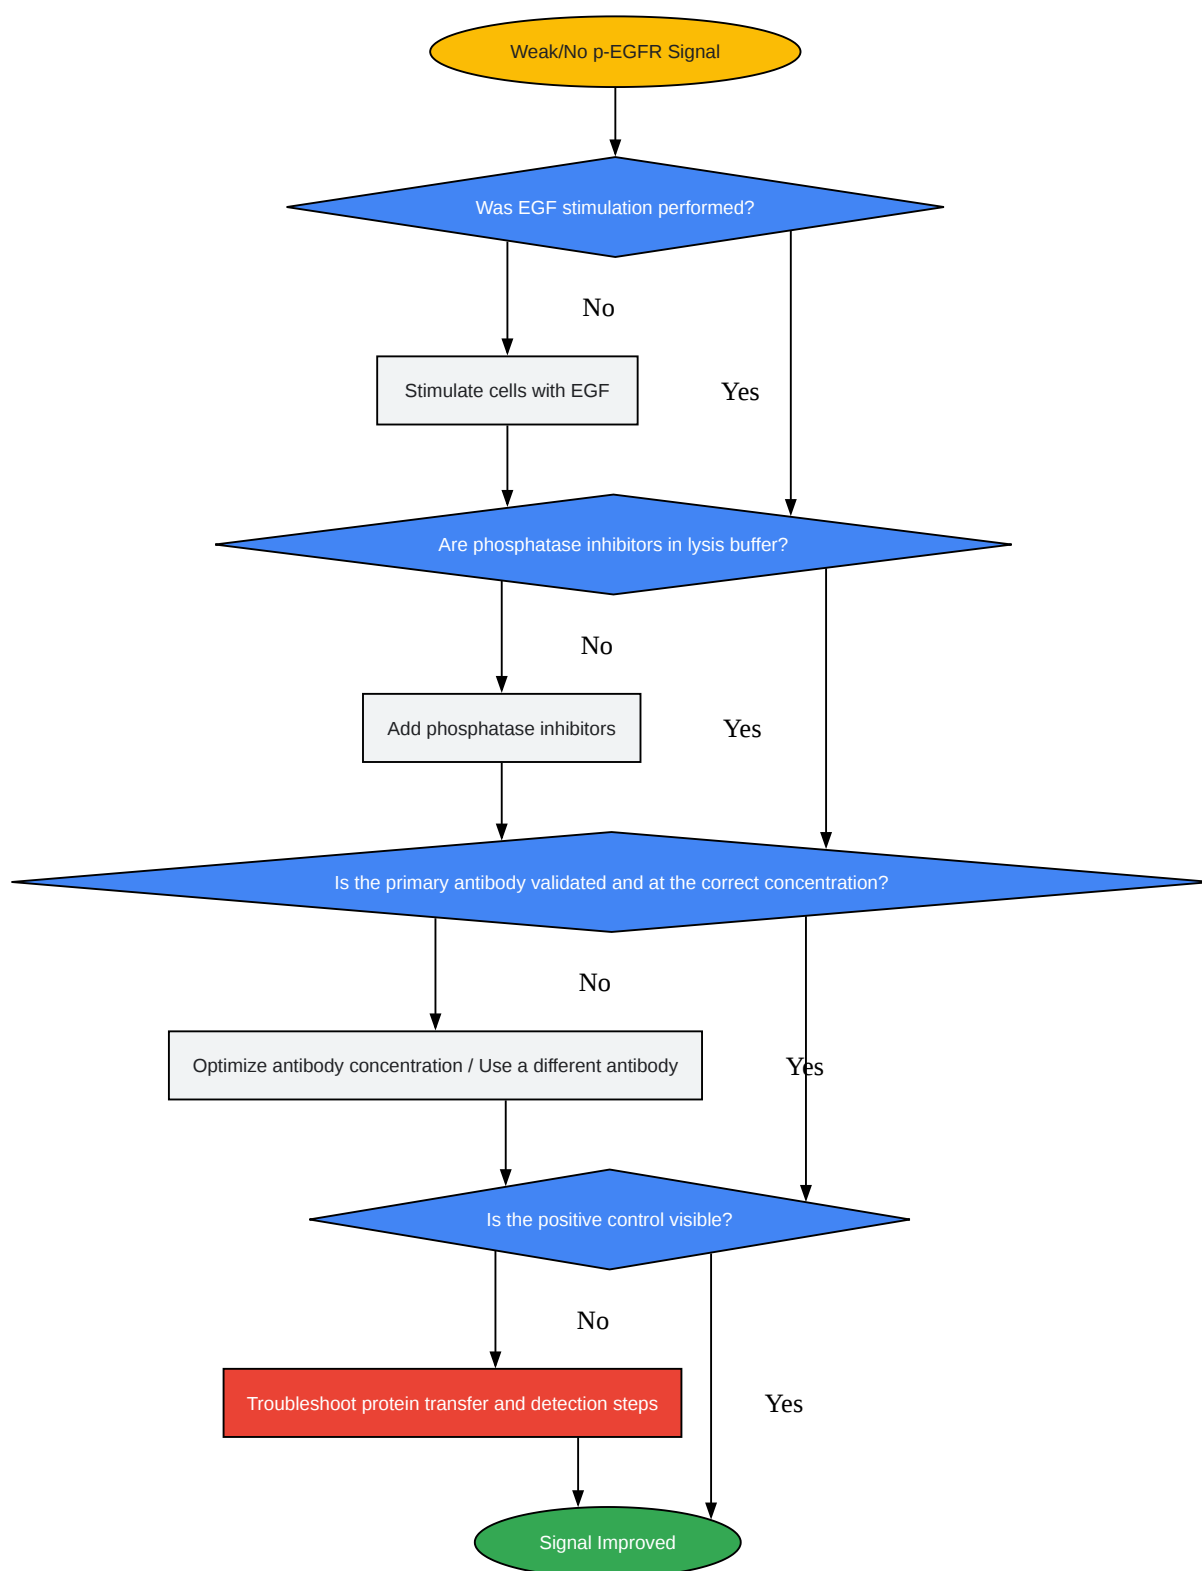 Weak/No p-EGFR Signal
Was EGF stimulation performed?
No
Stimulate cells with EGF
Yes
Are phosphatase inhibitors in lysis buffer?
No
Add phosphatase inhibitors
Yes
Is the primary antibody validated and at the correct concentration?
No
Optimize antibody concentration / Use a different antibody
Yes
Is the positive control visible?
No
Troubleshoot protein transfer and detection steps
Yes
Signal Improved